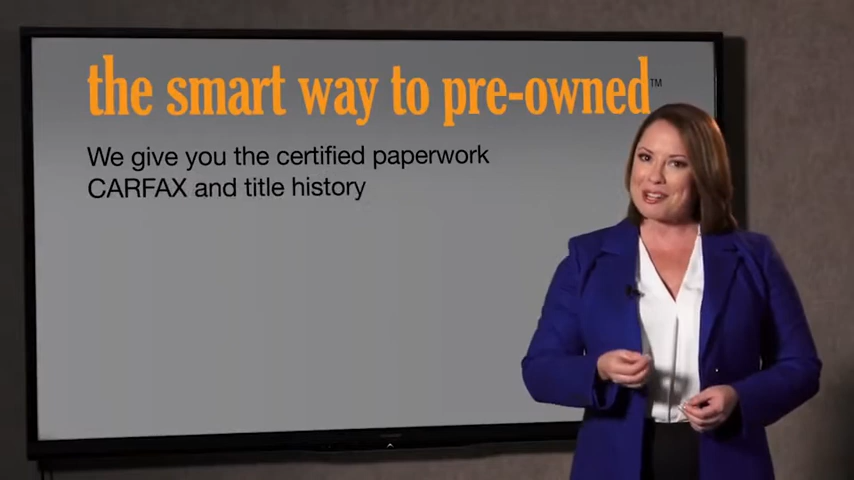 the smart way to pre-owned™
We give you the certified paperwork
CARFAX and title history